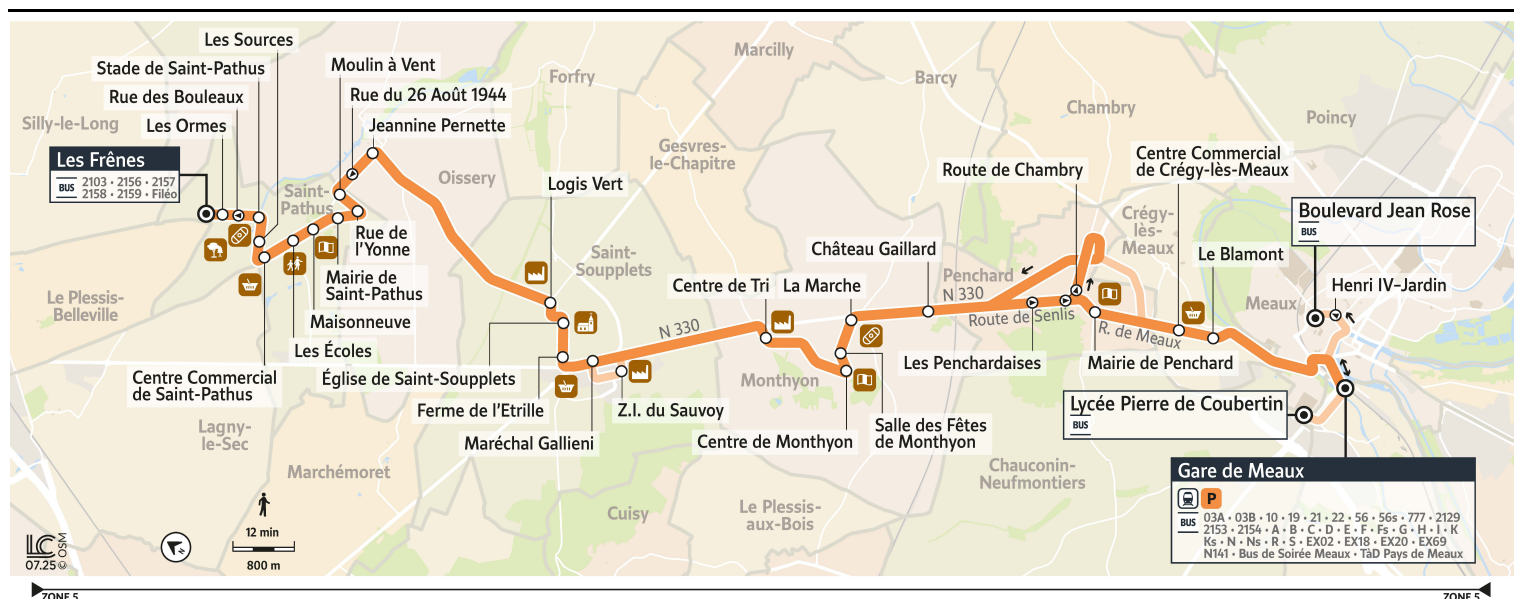 Les Sources
Stade de Saint-Pathus
Rue des Bouleaux
Les Ormes
Moulin à Vent
Rue du 26 Août 1944
Jeannine Pernette
Silly-le-Long
Les Frênes
BUS
2103 • 2156 • 2157
2158 • 2159 • Filéo
Saint-
Pathus
Oissery
Forfry
Marcilly
Barcy
Chambry
Poincy
Gesvres-
le-Chapitre
Logis Vert
Route de Chambry
Centre Commercial
de Crégy-lès-Meaux
Crégy-
lès-
Meaux
Boulevard Jean Rose
BUS
Rue de
l'Yonne
Mairie de
Saint-Pathus
Maisonneuve
Les Écoles
Centre Commercial
de Saint-Pathus
Le Plessis-
Belleville
Saint-
Soupplets
Centre de Tri
La Marche
Château Gaillard
Penchard
N 330
Route de Senlis
R. de Meaux
Le Blamont
Meaux
Henri IV–Jardin
N 330
Église de Saint-Soupplets
Ferme de l'Etrille
Maréchal Gallieni
Z.I. du Sauvoy
Monthyon
Centre de Monthyon
Salle des Fêtes
de Monthyon
Les Penchardaises
Mairie de Penchard
Lycée Pierre de Coubertin
BUS
Lagny-
le-Sec
Marchémoret
Cuisy
Le Plessis-
aux-Bois
Chauconin-
Neufmontiers
Gare de Meaux
P
BUS
03A • 03B • 10 • 19 • 21 • 22 • 56 • 56s • 777 • 2129
2153 • 2154 • A • B • C • D • E • F • Fs • G • H • I • K
Ks • N • Ns • R • S • EX02 • EX18 • EX20 • EX69
N141 • Bus de Soirée Meaux • TàD Pays de Meaux
12 min
800 m
N
LC
07.25
© OSM
ZONE 5
ZONE 5